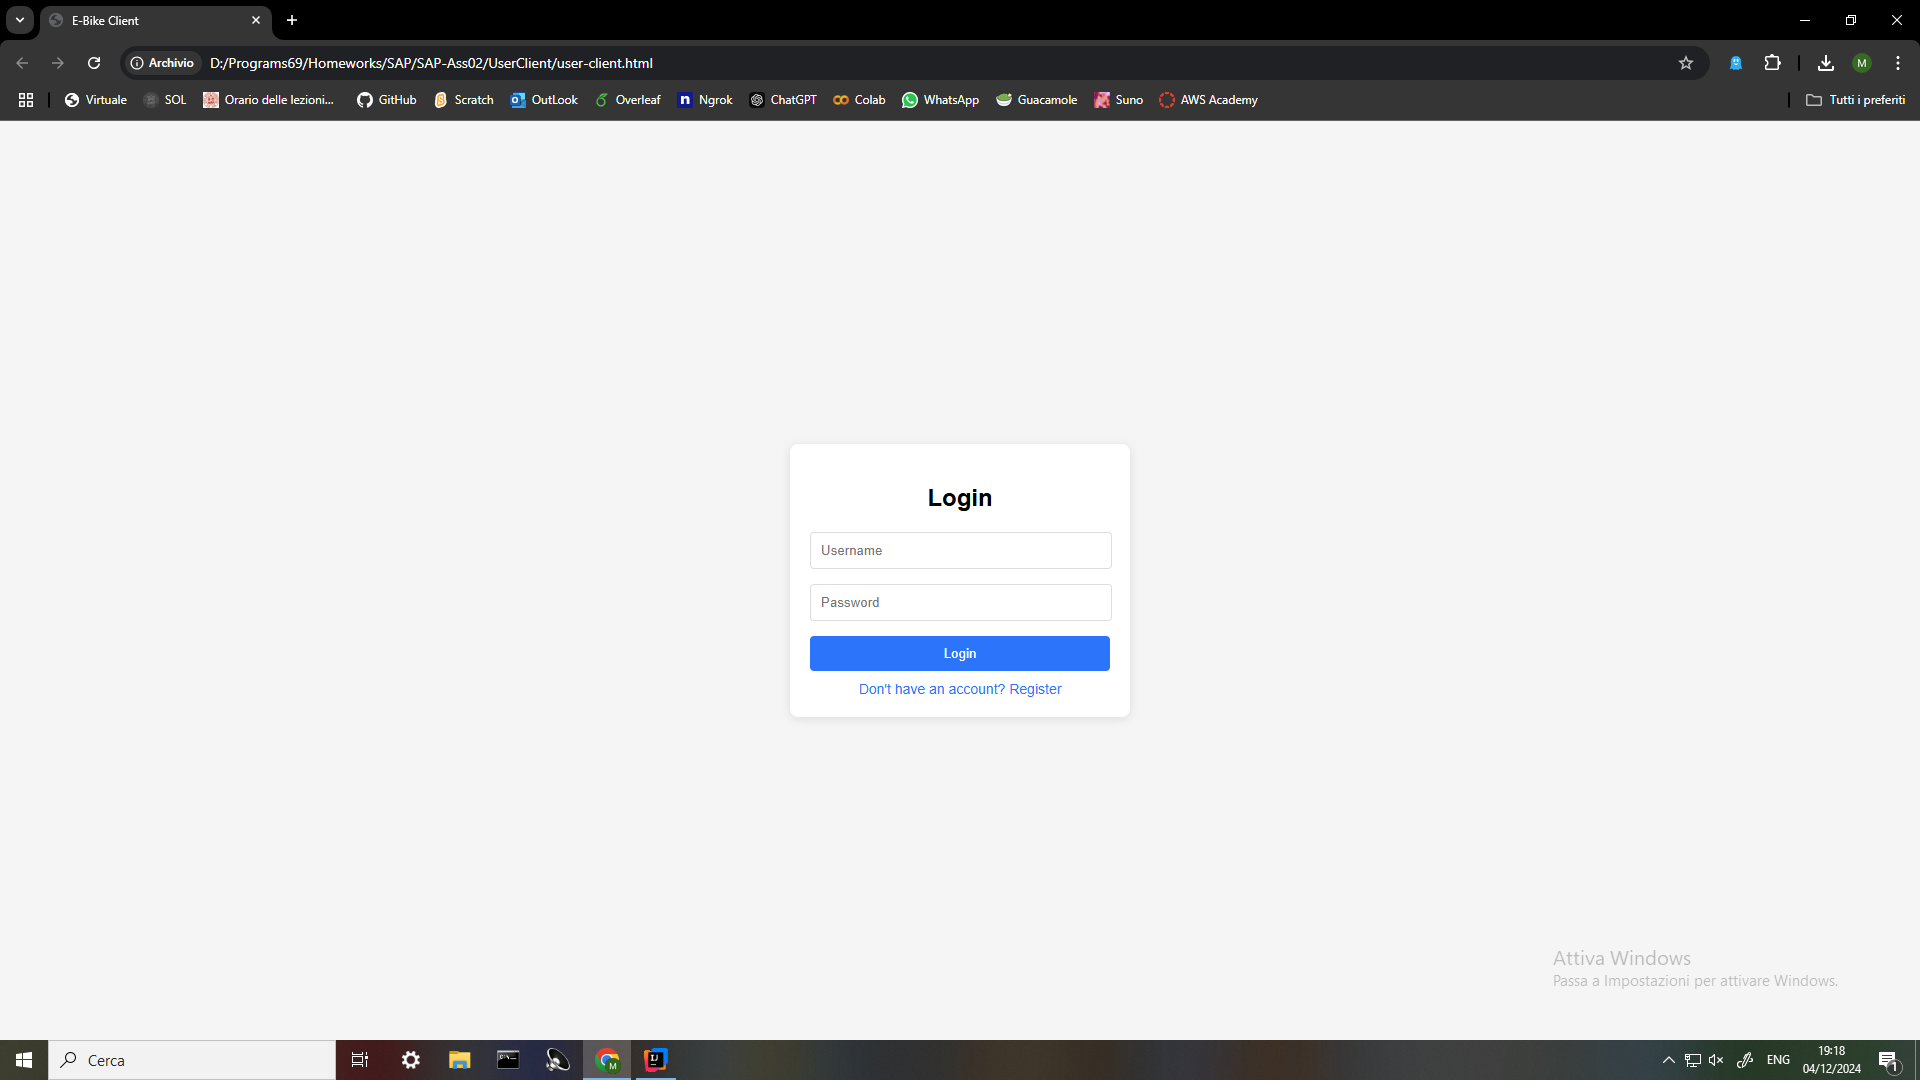 E-Bike Client
Archivio
D:/Programs69/Homeworks/SAP/SAP-Ass02/UserClient/user-client.html
M
Virtuale
SOL
Orario delle lezioni...
GitHub
Scratch
OutLook
Overleaf
Ngrok
ChatGPT
Colab
WhatsApp
Guacamole
Suno
AWS Academy
Tutti i preferiti
Login
Username
Password
Login
Don't have an account? Register
Attiva Windows
Passa a Impostazioni per attivare Windows.
Cerca
M
ENG
19:18
04/12/2024
1